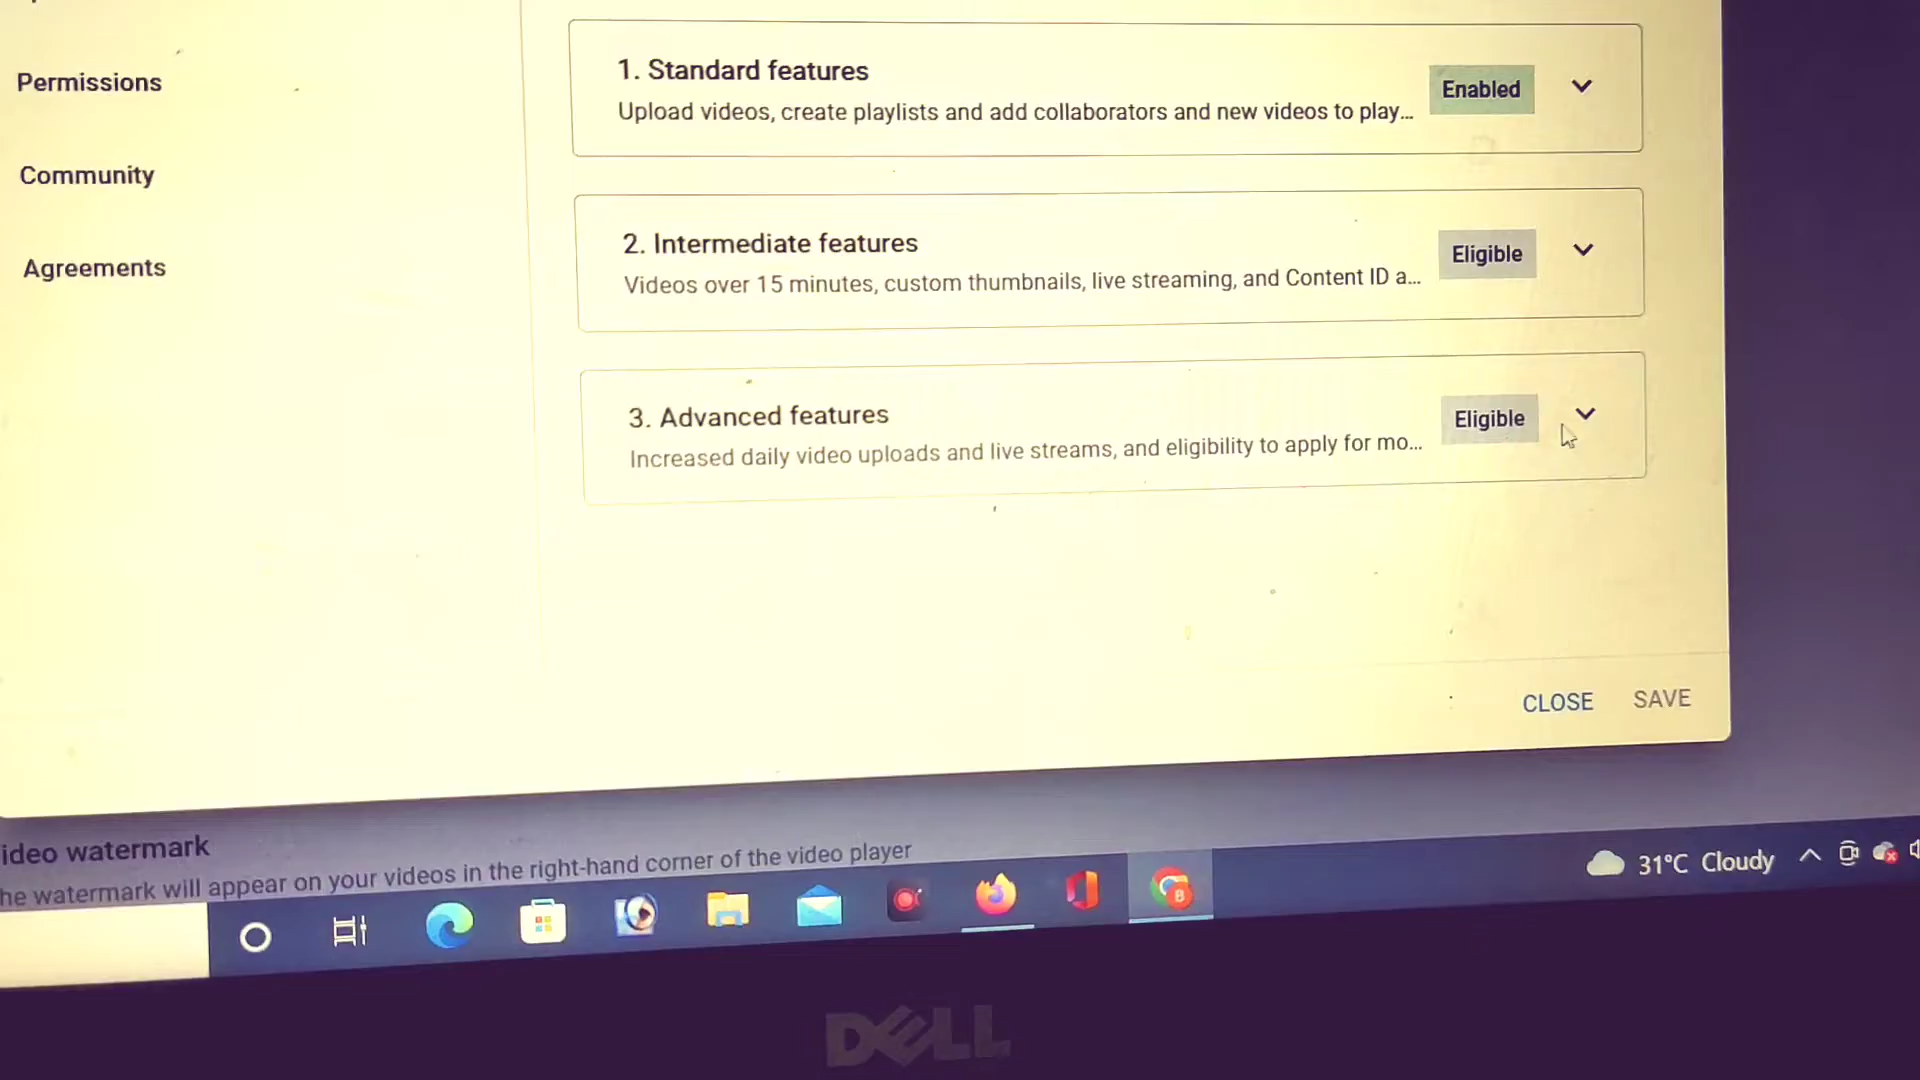 Permissions
Community
Agreements
1. Standard features
Upload videos, create playlists and add collaborators and new videos to play...
Enabled
2. Intermediate features
Videos over 15 minutes, custom thumbnails, live streaming, and Content ID a...
Eligible
3. Advanced features
Increased daily video uploads and live streams, and eligibility to apply for mo...
Eligible
CLOSE
SAVE
ideo watermark
he watermark will appear on your videos in the right-hand corner of the video player
31°C Cloudy
B
DELL